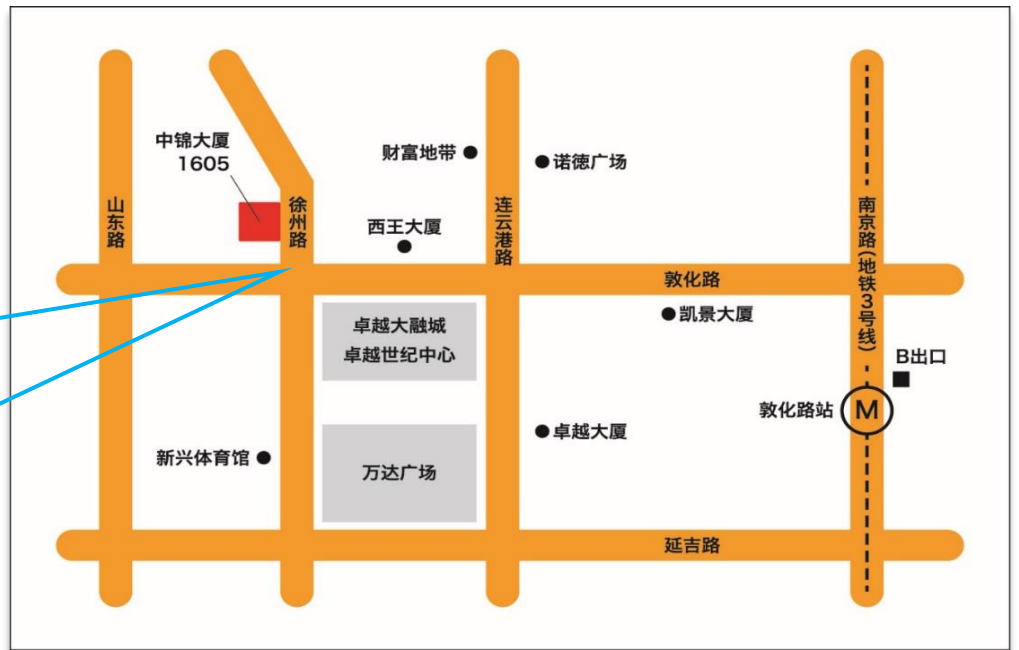 中锦大厦
1605
财富地带
诺德广场
山东路
徐州路
西王大厦
连云港路
南京路(地铁3号线)
敦化路
凯景大厦
卓越大融城
卓越世纪中心
B出口
敦化路站
M
卓越大厦
新兴体育馆
万达广场
延吉路